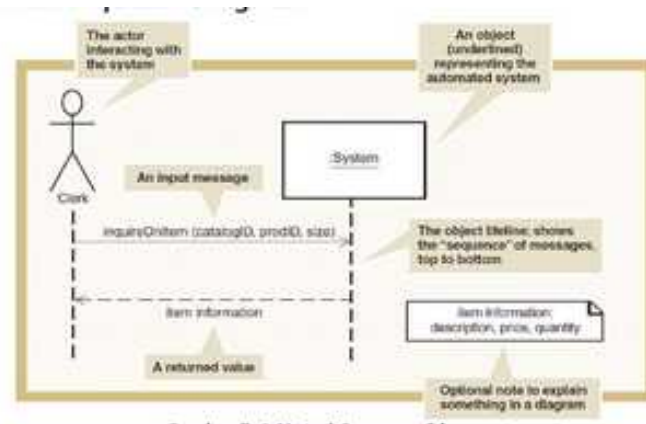 The actor
interacting with
the system
An object
(underlined)
representing the
automated system
:System
An input message
Clerk
inquireOnItem (catalogID, prodID, size)
The object lifeline: shows
the "sequence" of messages,
top to bottom
item information
item information:
description, price, quantity
A returned value
Optional note to explain
something in a diagram